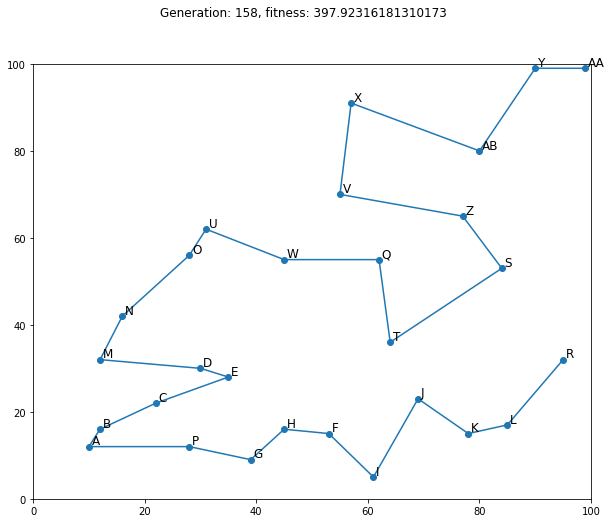 Generation: 158, fitness: 397.92316181310173
100
80
60
40
20
0
0
20
40
60
80
100
Y
AA
X
AB
V
Z
U
O
W
Q
S
N
T
M
D
E
R
C
B
A
P
G
H
F
I
J
K
L